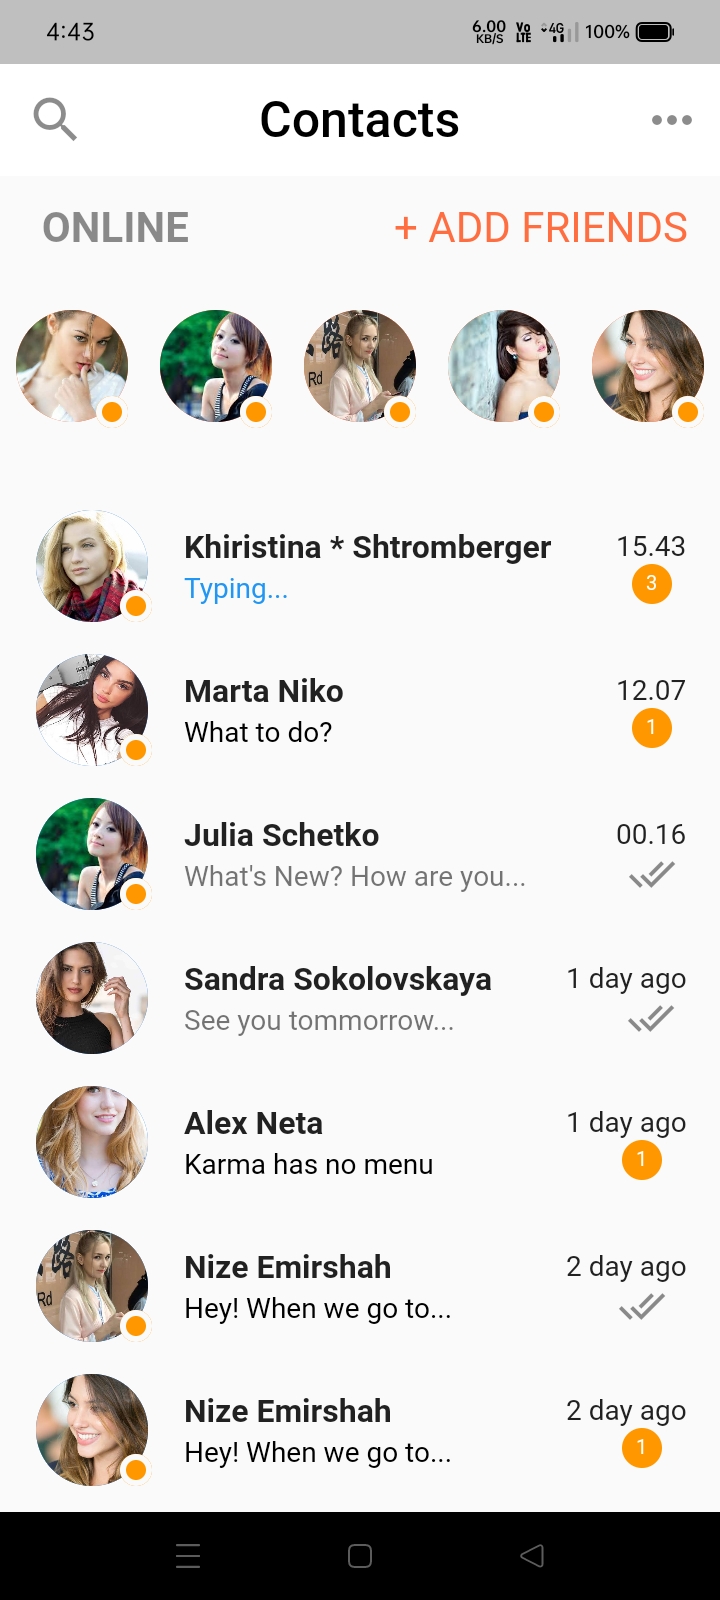 4:43
6.00 KB/S Vo LTE 4G 100%
Contacts
ONLINE
+ ADD FRIENDS
路
Rd
Khiristina * Shtromberger
15.43
Typing...
3
Marta Niko
12.07
What to do?
1
Julia Schetko
00.16
What's New? How are you...
Sandra Sokolovskaya
1 day ago
See you tommorrow...
Alex Neta
1 day ago
Karma has no menu
1
路
Rd
Nize Emirshah
2 day ago
Hey! When we go to...
Nize Emirshah
2 day ago
Hey! When we go to...
1